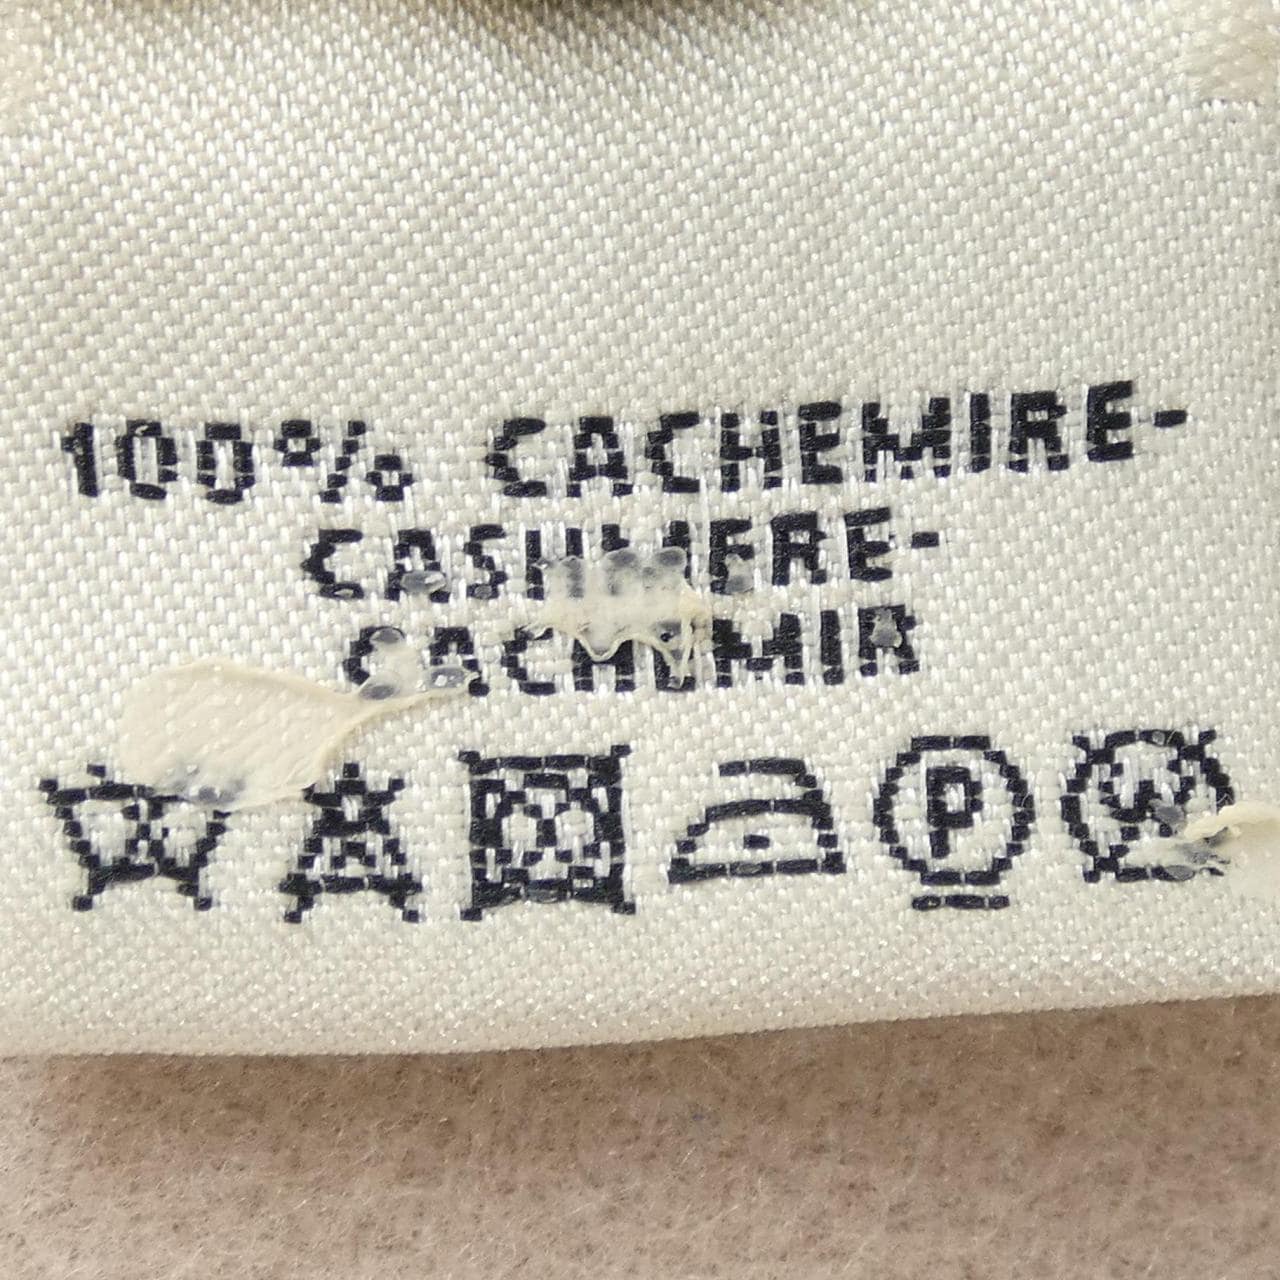 100% CACHEMIRE-
CASHMERE-
CACHEMIR
P
W